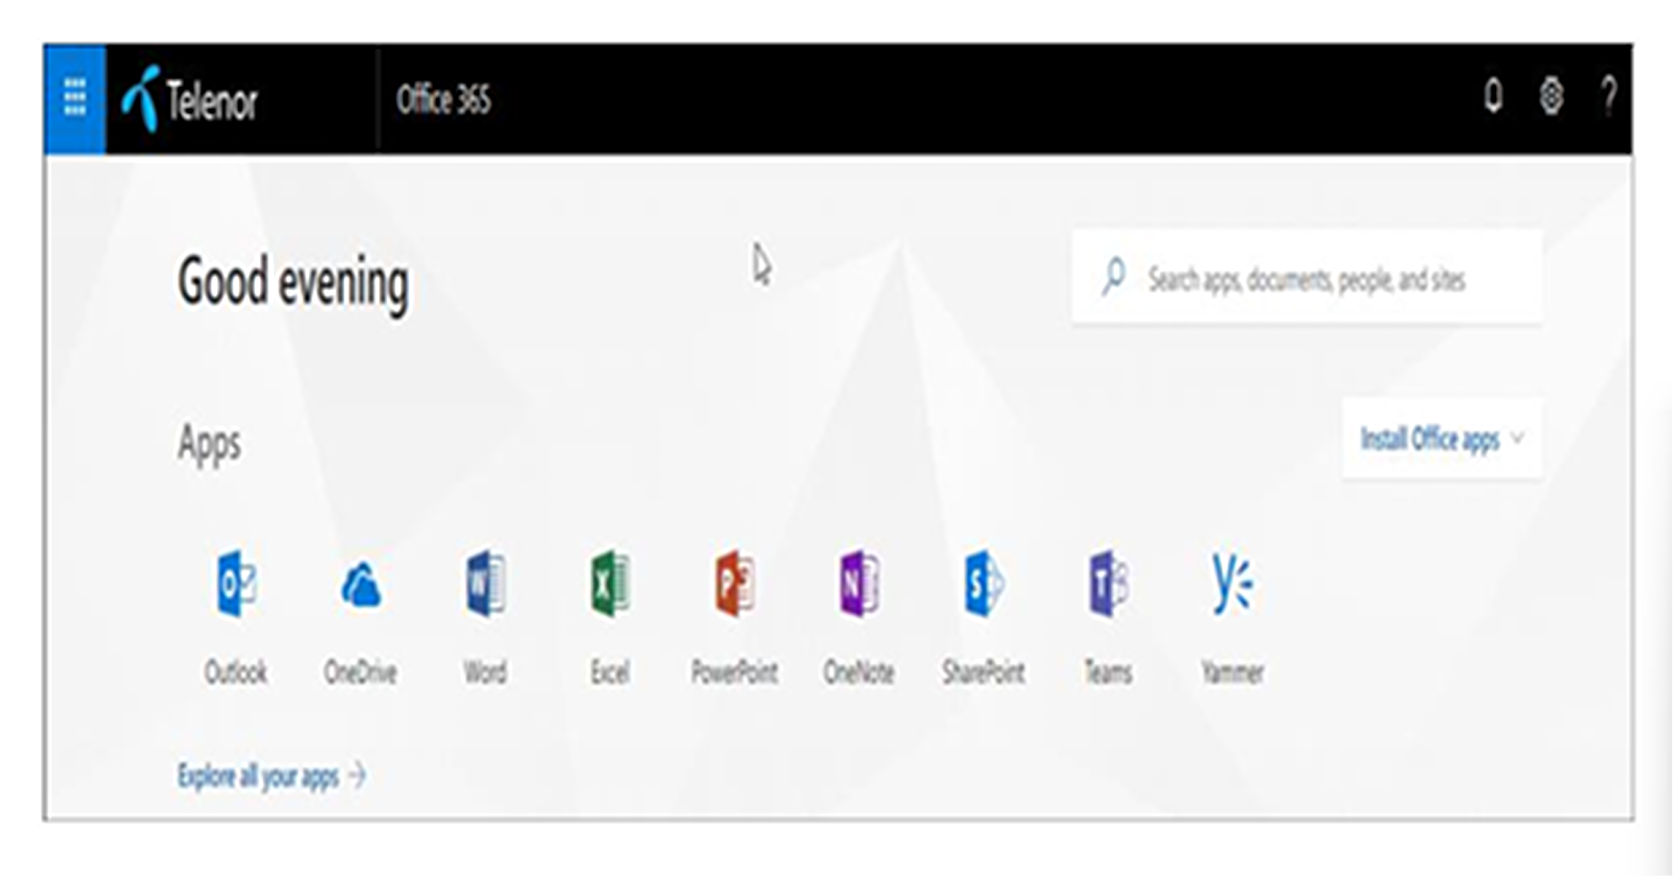 Telenor Office 365 ?
Good evening
Search apps, documents, people, and sites
Apps
Install Office apps
Outlook OneDrive Word Excel PowerPoint OneNote SharePoint Teams Yammer
Explore all your apps →